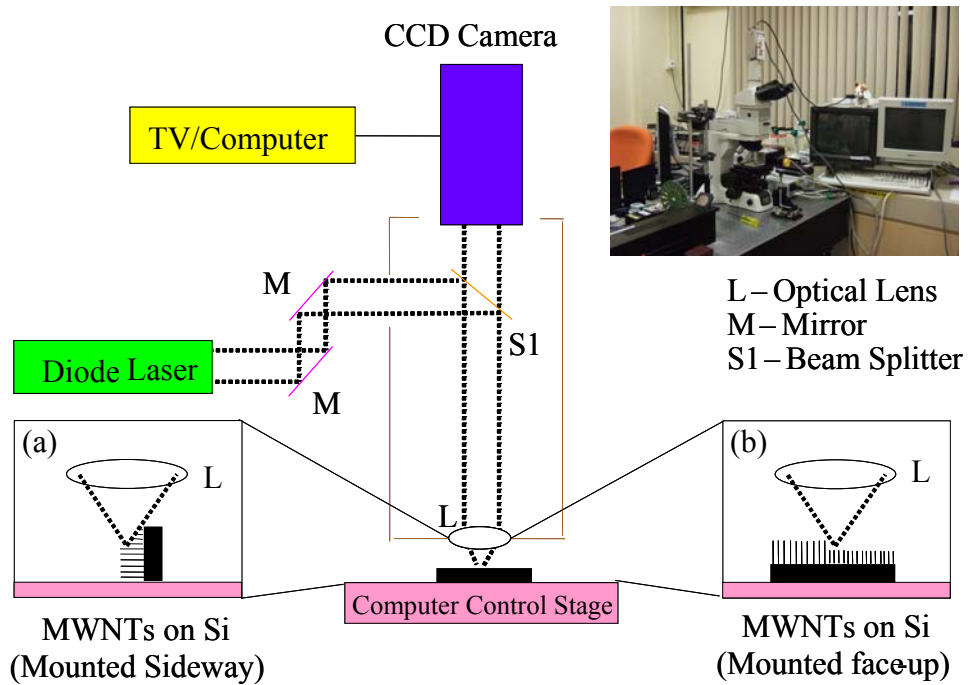 CCD Camera
TV/Computer
M
S1
Diode Laser
M
L – Optical Lens
M – Mirror
S1 – Beam Splitter
(a)
L
MWNTs on Si
(Mounted Sideway)
L
Computer Control Stage
(b)
L
MWNTs on Si
(Mounted face-up)